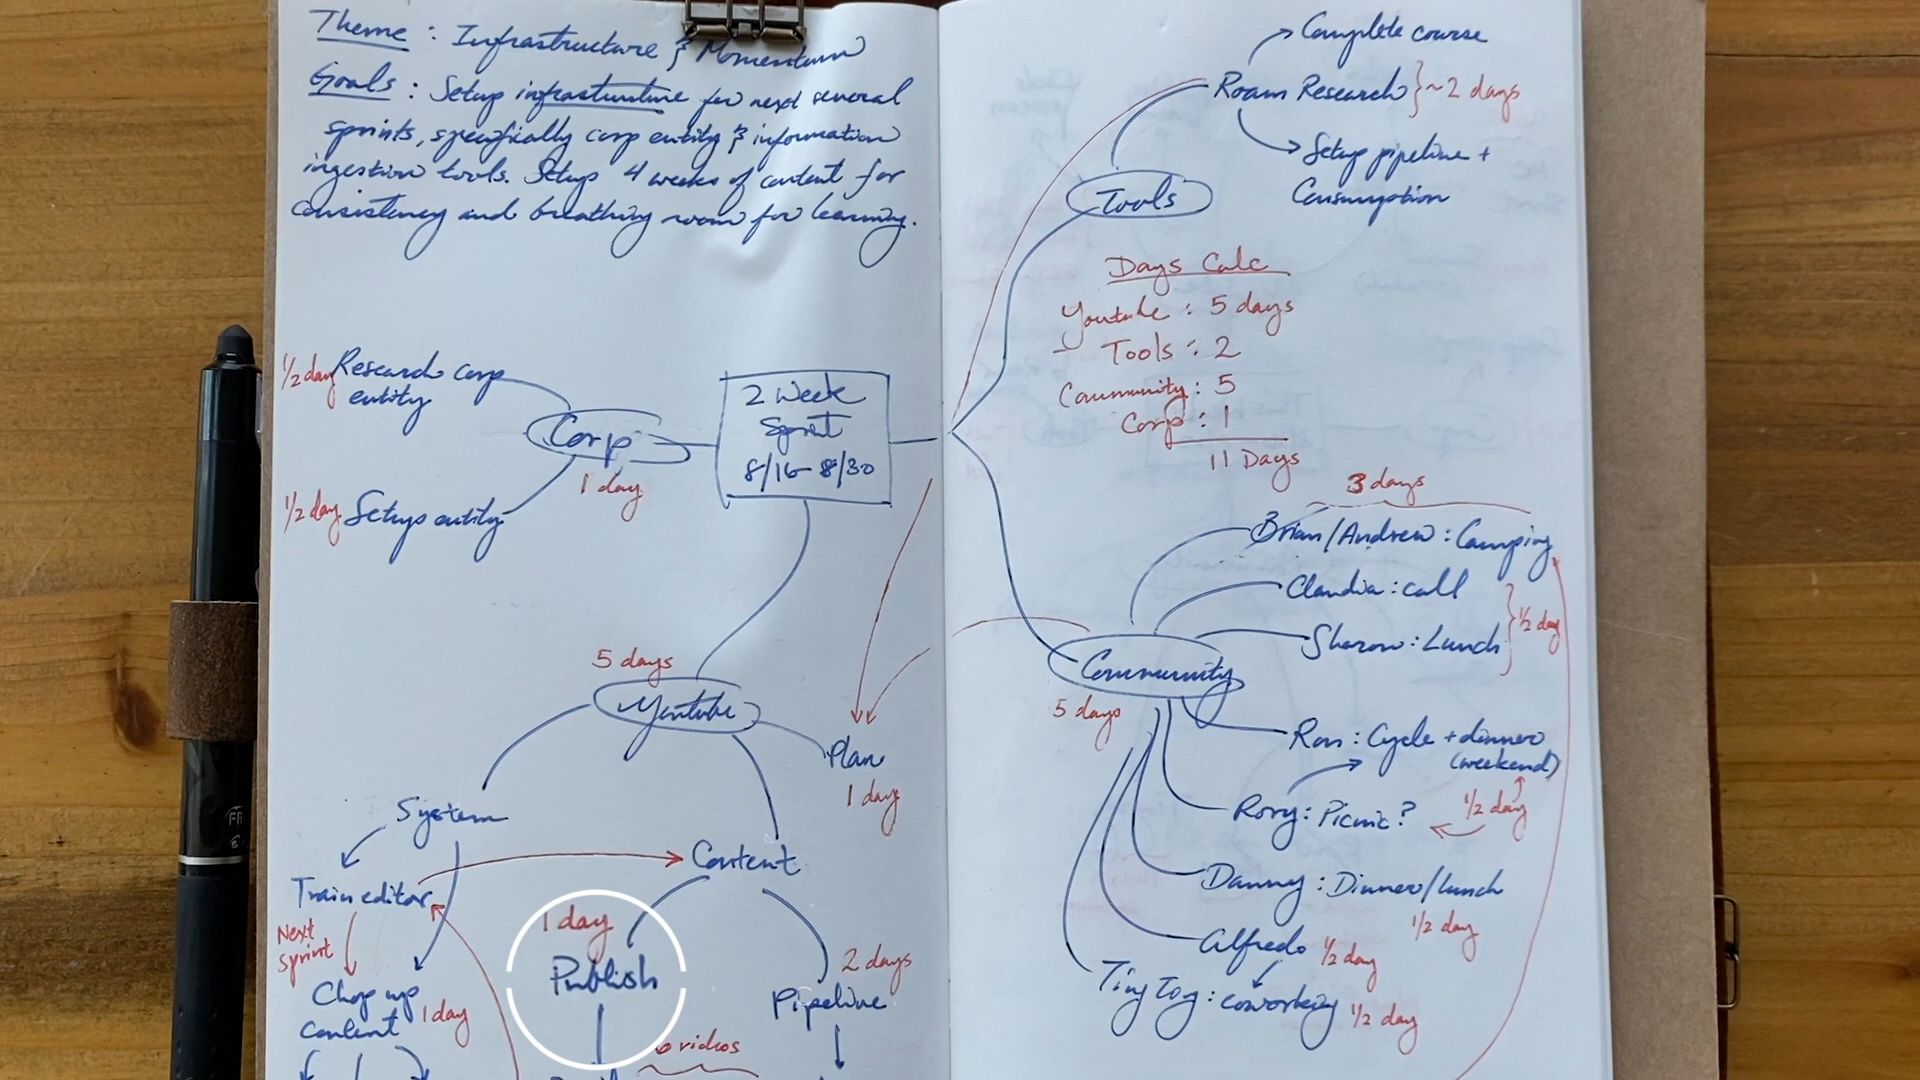 Theme : Infrastructure & Momentum
Goals : Setup infrastructure for next several
sprints, specifically corp entity & information
ingestion tools. Setup 4 weeks of content for
consistency and breathing room for learning.
1/2 day Research corp
entity
Corp
1 day
1/2 day Setup entity
2 Week
Sprint
8/16 - 8/30
5 days
Youtube
Plan
1 day
System
Train editor
Next
sprint
Chop up
content
1 day
Content
1 day
Publish
2 days
Pipeline
6 videos
Complete course
Roam Research } ~2 days
Setup pipeline +
Consumption
Tools
Days Calc
Youtube : 5 days
Tools : 2
Community : 5
Corp : 1
11 Days
3 days
Brian/Andrew : Camping
Claudia : call
Sharon : Lunch
1/2 day
Community
5 days
Ron : Cycle + dinner
(weekend)
Rory : Picnic?
1/2 day
Danny : Dinner/lunch
1/2 day
Alfredo 1/2 day
Tiny Toy : coworking 1/2 day